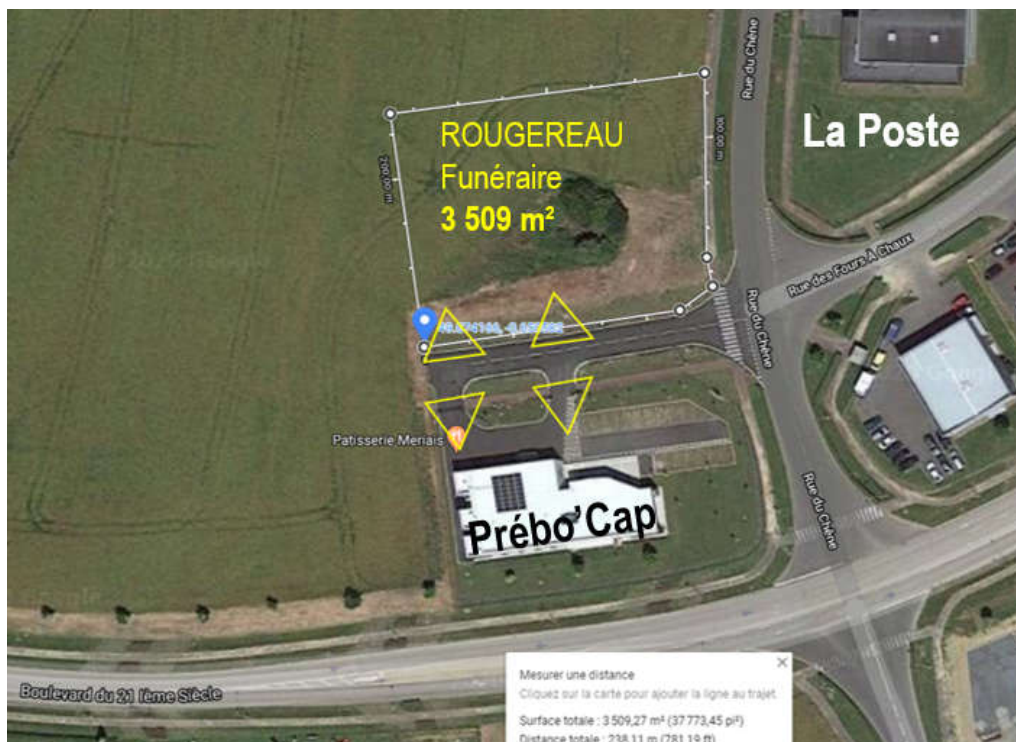 Rue du Chêne
La Poste
ROUGEREAU
Funéraire
3 509 m²
100,00 m
200,00 m
Rue des Fours À Chaux
Rue du Chêne
Patisserie Meriais
Rue du Chêne
Prébo'Cap
Boulevard du 21 Ième Siècle
Mesurer une distance
Cliquez sur la carte pour ajouter la ligne au trajet
Surface totale : 3 509,27 m² (37 773,45 pi²)
Distance totale : 238,11 m (781,19 ft)